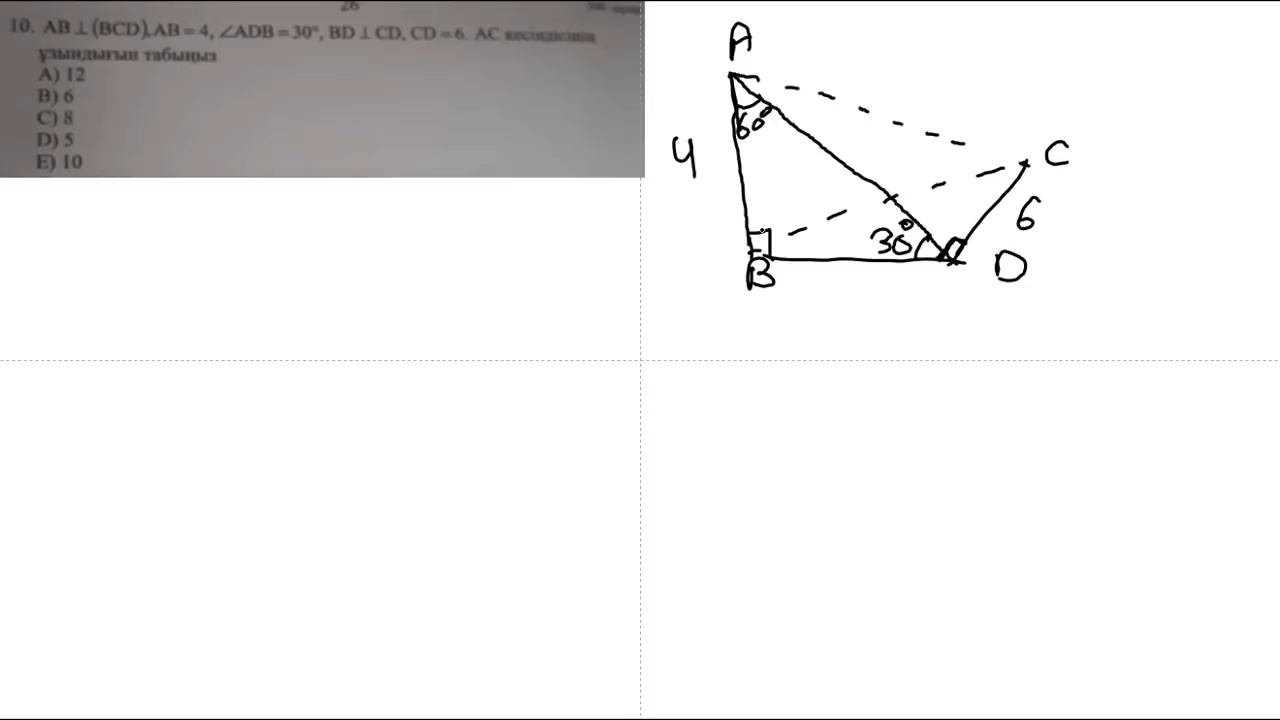 26
10. AB ⊥ (BCD), AB = 4, ∠ADB = 30°, BD ⊥ CD, CD = 6. AC кесіндісінің
ұзындығын табыңыз
A) 12
B) 6
C) 8
D) 5
E) 10
A
60°
4
C
6
30°
B
D